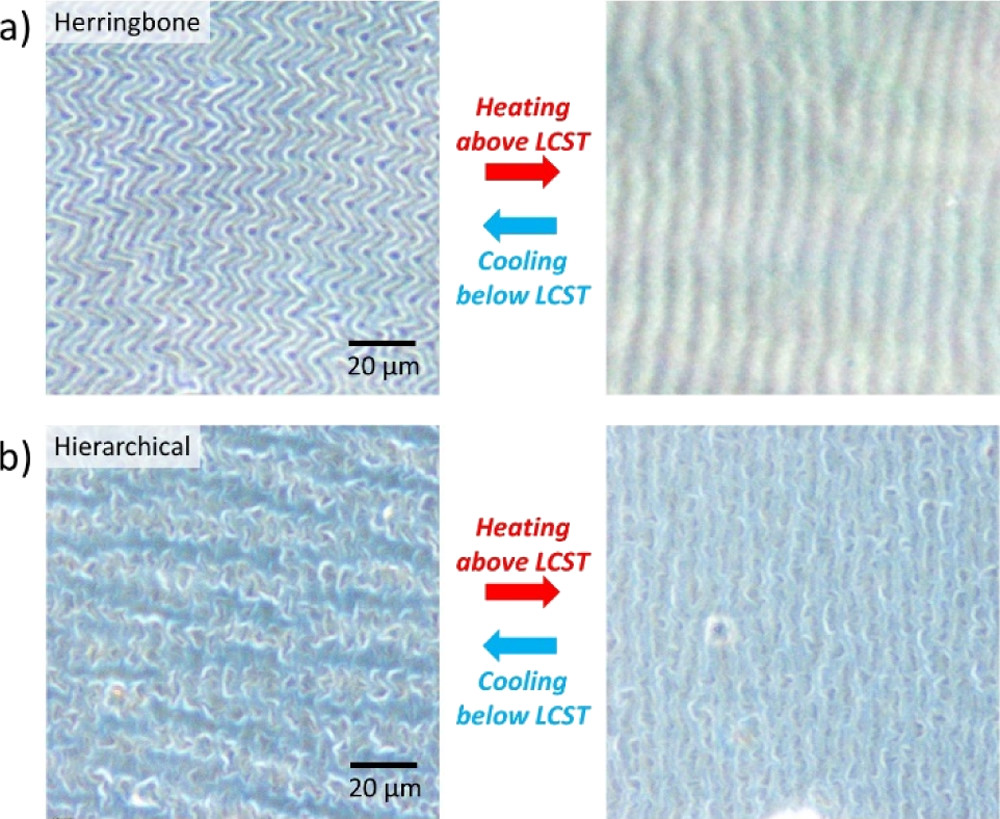 a)
Herringbone
Heating
above LCST
Cooling
below LCST
20 μm
b)
Hierarchical
Heating
above LCST
Cooling
below LCST
20 μm